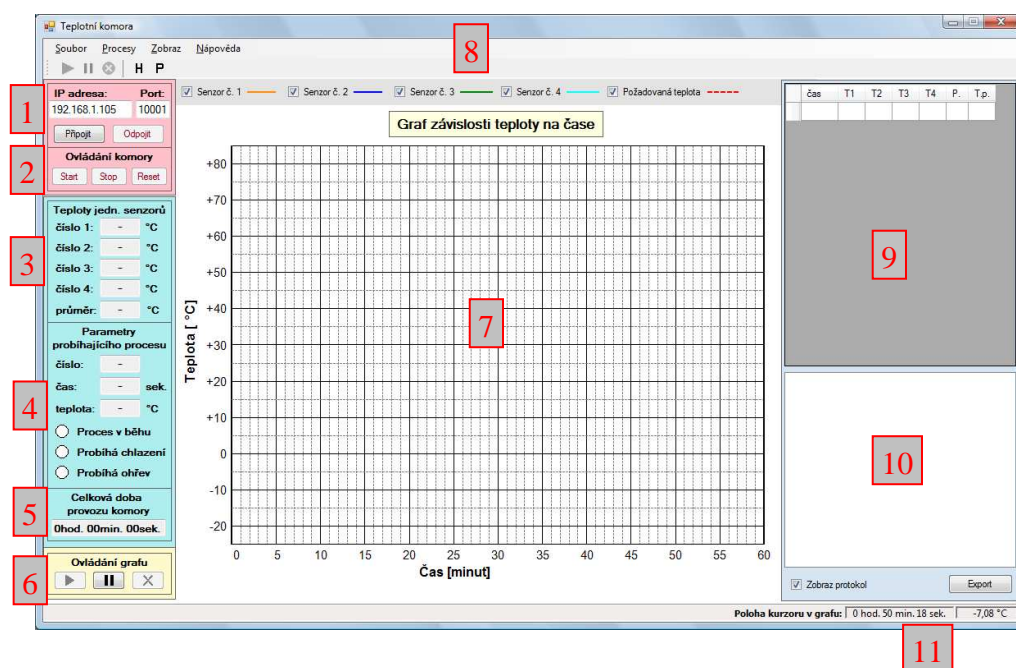 Teplotní komora
Soubor Procesy Zobraz Nápověda
8
H P
IP adresa: Port:
192.168.1.105 10001
Připojit Odpojit
1
Ovládání komory
Start Stop Reset
2
Teploty jedn. senzorů
číslo 1: - °C
číslo 2: - °C
číslo 3: - °C
číslo 4: - °C
průměr: - °C
3
Parametry
probíhajícího procesu
číslo: -
čas: - sek.
teplota: - °C
Proces v běhu
Probíhá chlazení
Probíhá ohřev
4
Celková doba
provozu komory
0hod. 00min. 00sek.
5
Ovládání grafu
6
Senzor č. 1 Senzor č. 2 Senzor č. 3 Senzor č. 4 Požadovaná teplota
Graf závislosti teploty na čase
+80
+70
+60
+50
+40
+30
+20
+10
0
-10
-20
Teplota [ °C]
7
0 5 10 15 20 25 30 35 40 45 50 55 60
Čas [minut]
čas T1 T2 T3 T4 P. T.p.
9
10
Zobraz protokol Export
Poloha kurzoru v grafu: 0 hod. 50 min. 18 sek. -7,08 °C
11